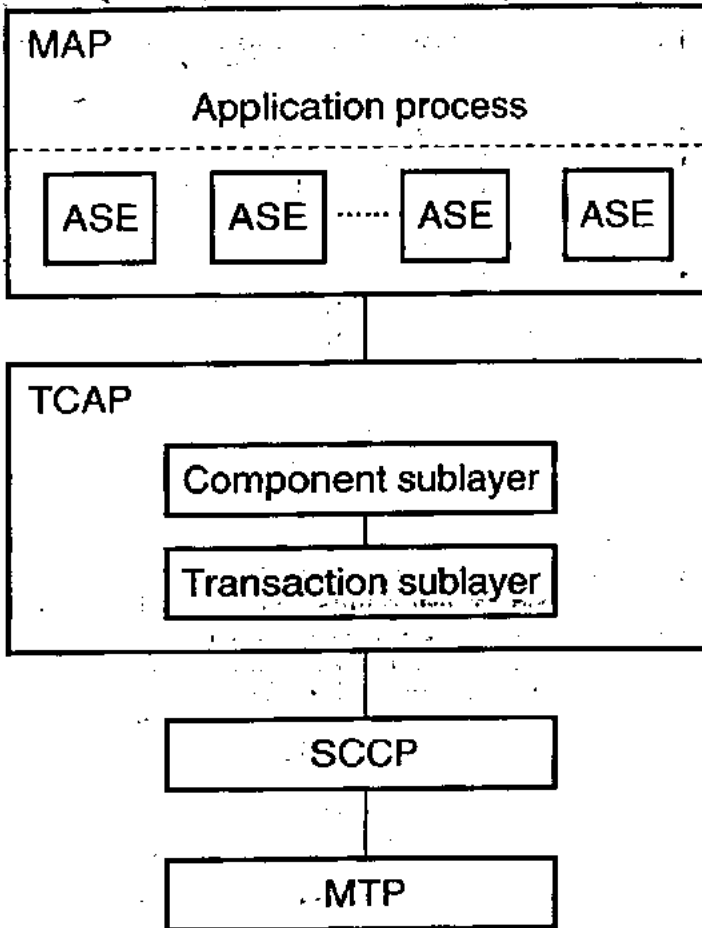 MAP
Application process
ASE ASE ASE ASE
TCAP
Component sublayer
Transaction sublayer
SCCP
MTP